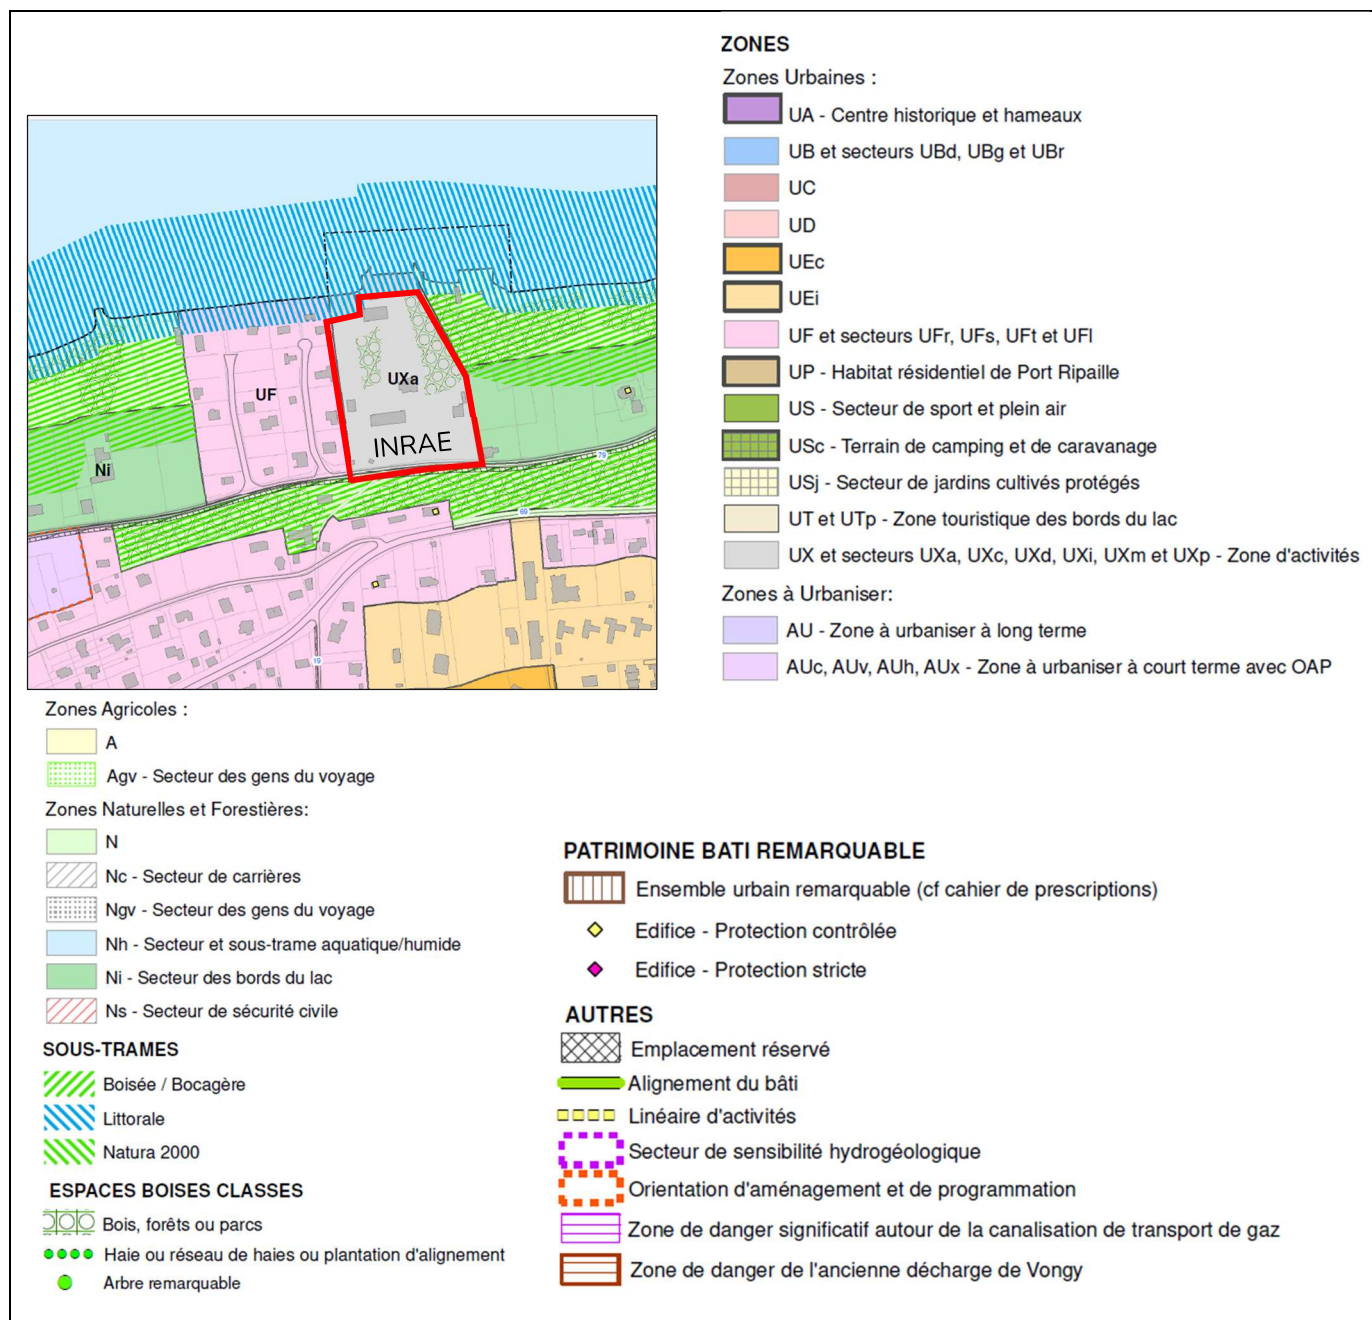 ZONES
Zones Urbaines :
UA - Centre historique et hameaux
UB et secteurs UBd, UBg et UBr
UC
UD
UEc
UEi
UF et secteurs UFr, UFs, UFt et UFl
UP - Habitat résidentiel de Port Ripaille
US - Secteur de sport et plein air
USc - Terrain de camping et de caravanage
USj - Secteur de jardins cultivés protégés
UT et UTp - Zone touristique des bords du lac
UX et secteurs UXa, UXc, UXd, UXi, UXm et UXp - Zone d'activités
Zones à Urbaniser:
AU - Zone à urbaniser à long terme
AUc, AUv, AUh, AUx - Zone à urbaniser à court terme avec OAP
UXa
UF
INRAE
Ni
79
69
19
Zones Agricoles :
A
Agv - Secteur des gens du voyage
Zones Naturelles et Forestières:
N
Nc - Secteur de carrières
Ngv - Secteur des gens du voyage
Nh - Secteur et sous-trame aquatique/humide
Ni - Secteur des bords du lac
Ns - Secteur de sécurité civile
SOUS-TRAMES
Boisée / Bocagère
Littorale
Natura 2000
ESPACES BOISES CLASSES
Bois, forêts ou parcs
Haie ou réseau de haies ou plantation d'alignement
Arbre remarquable
PATRIMOINE BATI REMARQUABLE
Ensemble urbain remarquable (cf cahier de prescriptions)
Edifice - Protection contrôlée
Edifice - Protection stricte
AUTRES
Emplacement réservé
Alignement du bâti
Linéaire d'activités
Secteur de sensibilité hydrogéologique
Orientation d'aménagement et de programmation
Zone de danger significatif autour de la canalisation de transport de gaz
Zone de danger de l'ancienne décharge de Vongy